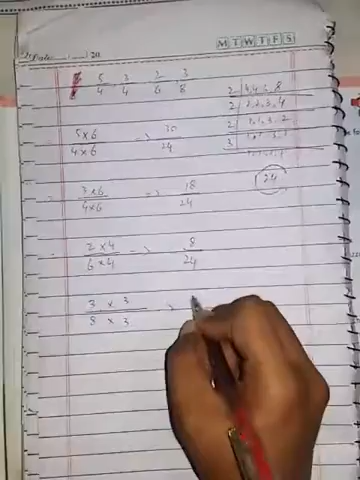 M T W T F S
Date 20
5/4 3/4 2/6 3/8
2 | 4, 4, 6, 8
2 | 2, 2, 3, 4
2 | 1, 1, 3, 2
3 | 1, 1, 3, 1
1, 1, 1, 1
5×6/4×6 => 30/24
24
3×6/4×6 => 18/24
2×4/6×4 => 8/24
3 × 3/8 × 3 =>